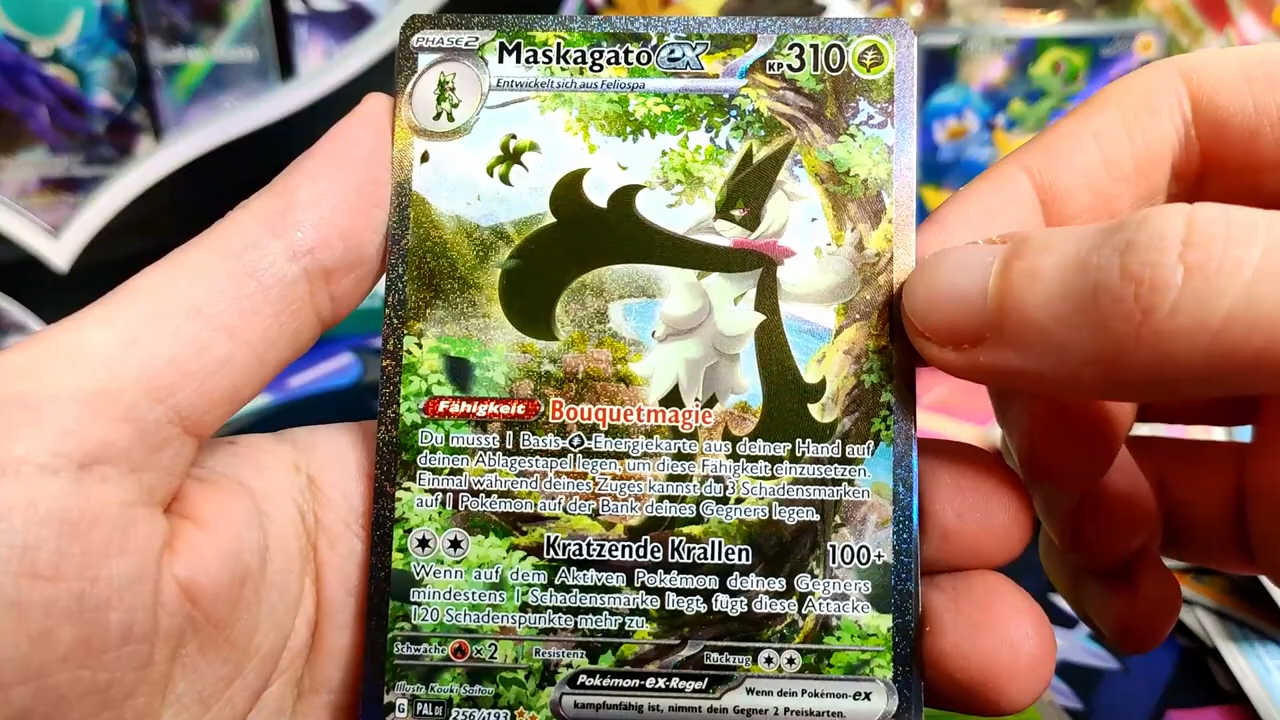 PHASE 2 Maskagato ex KP 310
Entwickelt sich aus Feliospa
Fähigkeit Bouquetmagie
Du musst 1 Basis- -Energiekarte aus deiner Hand auf
deinen Ablagestapel legen, um diese Fähigkeit einzusetzen.
Einmal während deines Zuges kannst du 3 Schadensmarken
auf 1 Pokémon auf der Bank deines Gegners legen.
Kratzende Krallen 100+
Wenn auf dem Aktiven Pokémon deines Gegners
mindestens 1 Schadensmarke liegt, fügt diese Attacke
120 Schadenspunkte mehr zu.
Schwäche ×2 Resistenz Rückzug
Illustr. Kouki Saitou
Pokémon-ex-Regel
Wenn dein Pokémon-ex
kampfunfähig ist, nimmt dein Gegner 2 Preiskarten.
G PAL DE 256/193